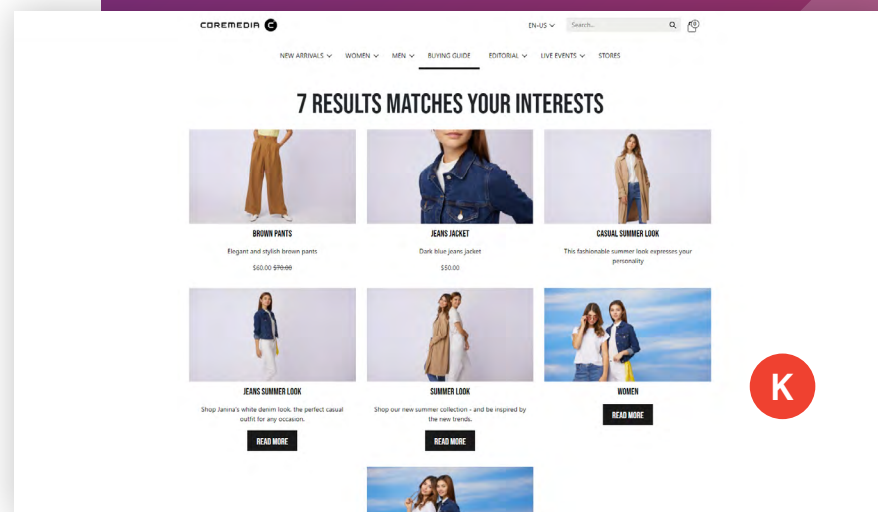 COREMEDIA C
EN-US
Search...
0
NEW ARRIVALS WOMEN MEN BUYING GUIDE EDITORIAL LIVE EVENTS STORES
7 RESULTS MATCHES YOUR INTERESTS
BROWN PANTS
Elegant and stylish brown pants
$60.00 $70.00
JEANS JACKET
Dark blue jeans jacket
$50.00
CASUAL SUMMER LOOK
This fashionable summer look expresses your
personality
JEANS SUMMER LOOK
Shop Janina's white denim look, the perfect casual
outfit for any occasion.
READ MORE
SUMMER LOOK
Shop our new summer collection - and be inspired by
the new trends.
READ MORE
WOMEN
READ MORE
K